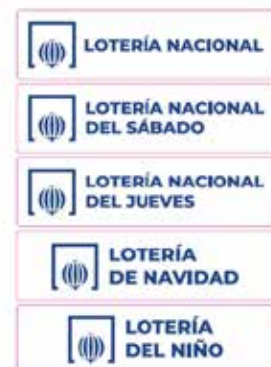 LOTERÍA NACIONAL
LOTERÍA NACIONAL
DEL SÁBADO
LOTERÍA NACIONAL
DEL JUEVES
LOTERÍA
DE NAVIDAD
LOTERÍA
DEL NIÑO